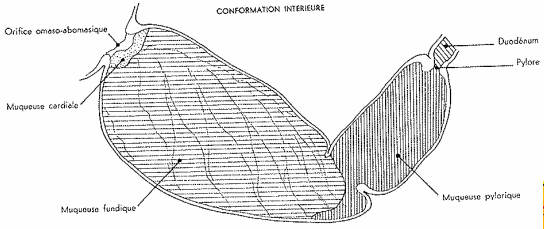 CONFORMATION INTERIEURE
Orifice omaso-abomasique
Duodénum
Pylore
Muqueuse cardiale
Muqueuse pylorique
Muqueuse fundique